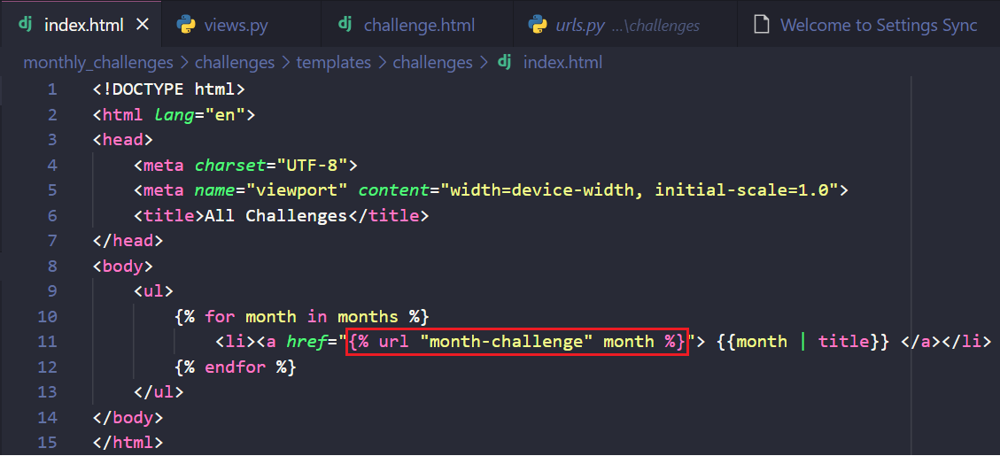 dj index.html × views.py dj challenge.html urls.py ...\challenges Welcome to Settings Sync
monthly_challenges > challenges > templates > challenges > dj index.html
1 <!DOCTYPE html>
2 <html lang="en">
3 <head>
4     <meta charset="UTF-8">
5     <meta name="viewport" content="width=device-width, initial-scale=1.0">
6     <title>All Challenges</title>
7 </head>
8 <body>
9     <ul>
10         {% for month in months %}
11             <li><a href="{% url "month-challenge" month %}"> {{month | title}} </a></li>
12         {% endfor %}
13     </ul>
14 </body>
15 </html>